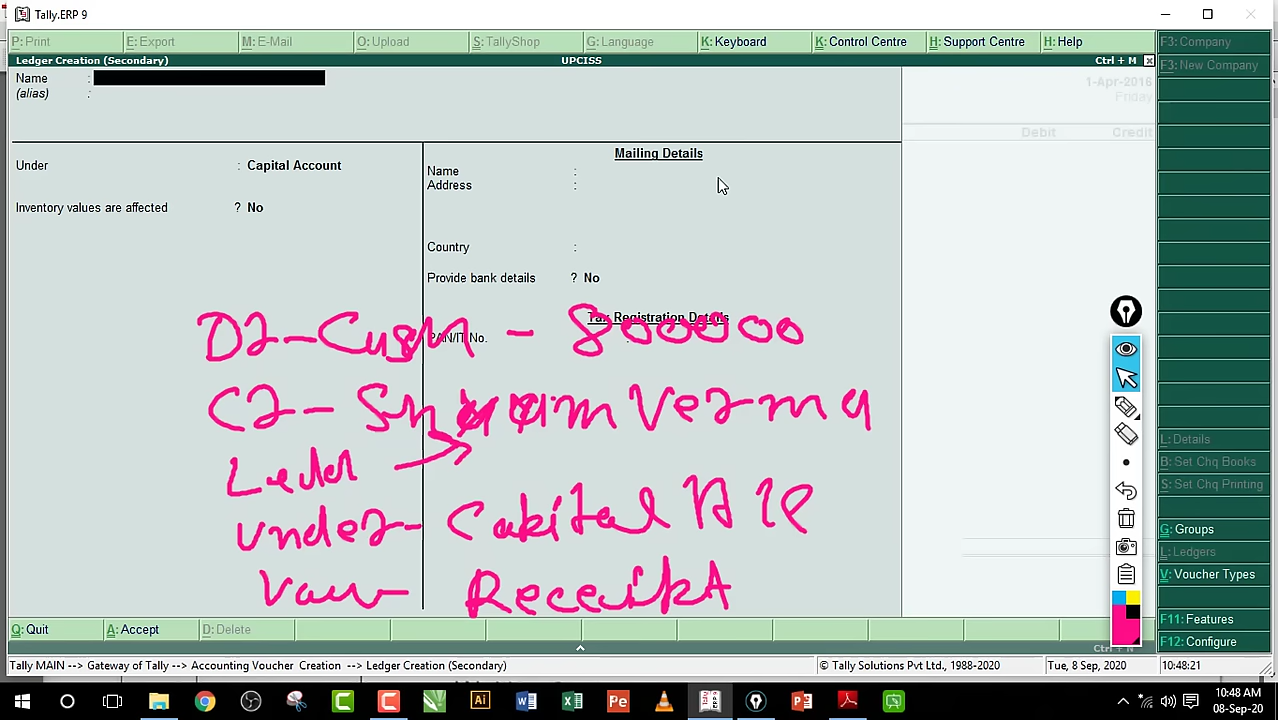 Tally.ERP 9
P: Print E: Export M: E-Mail O: Upload S: TallyShop G: Language K: Keyboard K: Control Centre H: Support Centre H: Help
F3: Company
Ledger Creation (Secondary) UPCISS Ctrl + M
F3: New Company
Name :
(alias) :
1-Apr-2016
Friday
Debit Credit
Under : Capital Account
Inventory values are affected ? No
Mailing Details
Name :
Address :
Country :
Provide bank details ? No
Tax Registration Details
PAN/IT No. :
D2-Cash - 800000
C2- Verma
Under- Capital A/C
Receipt
L: Details
B: Set Chq Books
S: Set Chq Printing
G: Groups
L: Ledgers
V: Voucher Types
F11: Features
F12: Configure
Q: Quit A: Accept D: Delete
Ctrl + N
Tally MAIN --> Gateway of Tally --> Accounting Voucher Creation --> Ledger Creation (Secondary) © Tally Solutions Pvt Ltd., 1988-2020 Tue, 8 Sep, 2020 10:48:21
10:48 AM
08-Sep-20